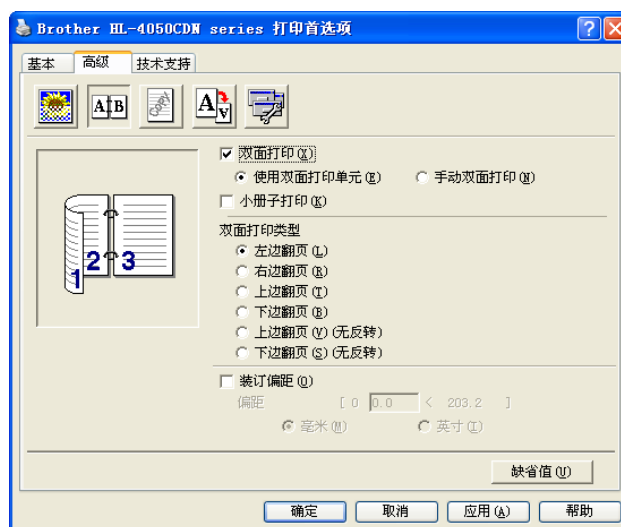 Brother HL-4050CDN series 打印首选项
基本 高级 技术支持
A B Copy A A
双面打印(X)
使用双面打印单元(E) 手动双面打印(N)
小册子打印(K)
双面打印类型
左边翻页(L)
右边翻页(R)
上边翻页(T)
下边翻页(B)
上边翻页(V)(无反转)
下边翻页(S)(无反转)
1 2 3
装订偏距(O)
偏距 [ 0 0.0 < 203.2 ]
毫米(M) 英寸(I)
缺省值(U)
确定 取消 应用(A) 帮助